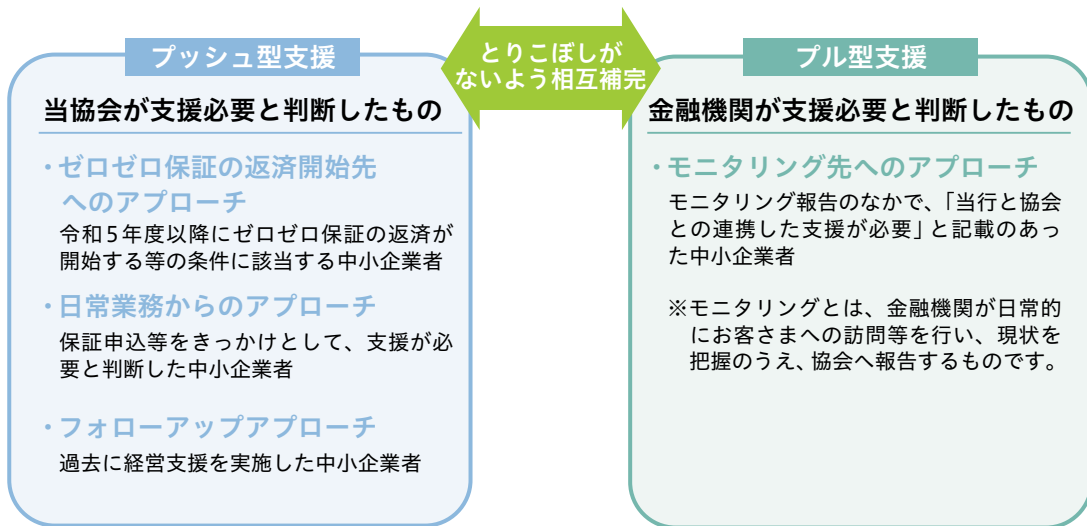 プッシュ型支援
当協会が支援必要と判断したもの
・ゼロゼロ保証の返済開始先
へのアプローチ
令和5年度以降にゼロゼロ保証の返済が
開始する等の条件に該当する中小企業者
・日常業務からのアプローチ
保証申込等をきっかけとして、支援が必
要と判断した中小企業者
・フォローアップアプローチ
過去に経営支援を実施した中小企業者
とりこぼしが
ないよう相互補完
プル型支援
金融機関が支援必要と判断したもの
・モニタリング先へのアプローチ
モニタリング報告のなかで、「当行と協会
との連携した支援が必要」と記載のあっ
た中小企業者
※モニタリングとは、金融機関が日常的
にお客さまへの訪問等を行い、現状を
把握のうえ、協会へ報告するものです。